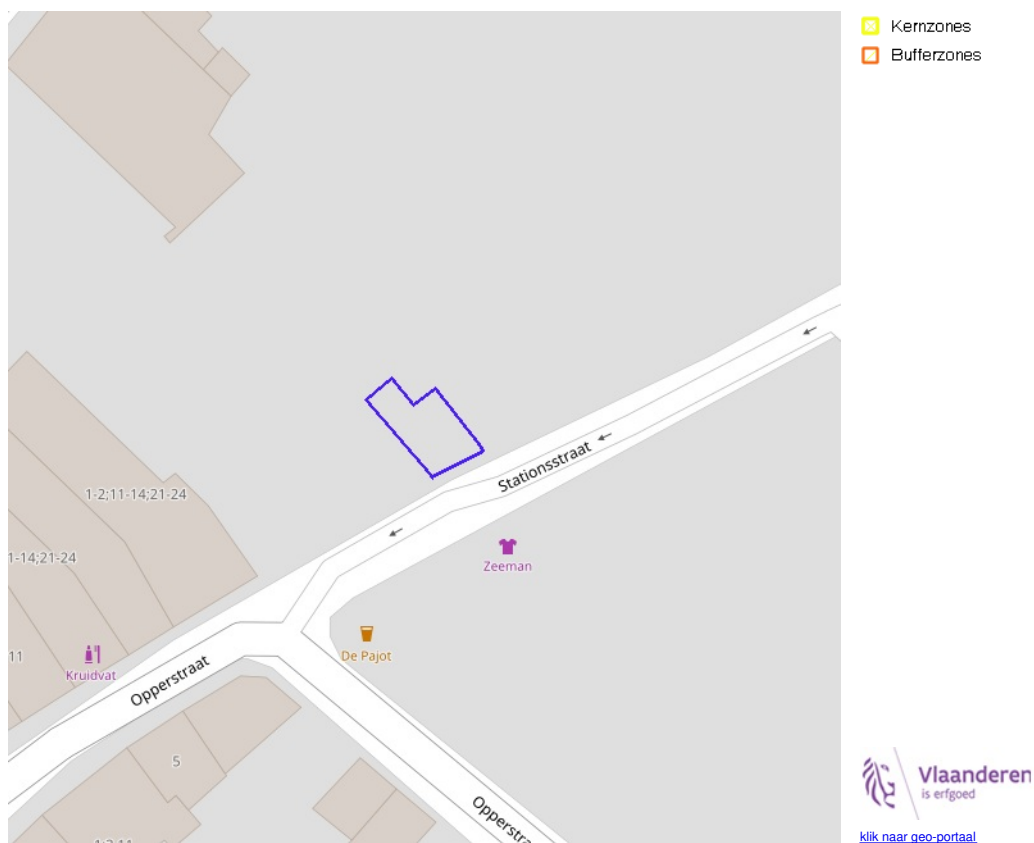 Kernzones
Bufferzones
1-2;11-14;21-24
Stationsstraat
1-14;21-24
Zeeman
11
Kruidvat
De Pajot
Opperstraat
5
Opperstra
Vlaanderen
is erfgoed
klik naar geo-portaal